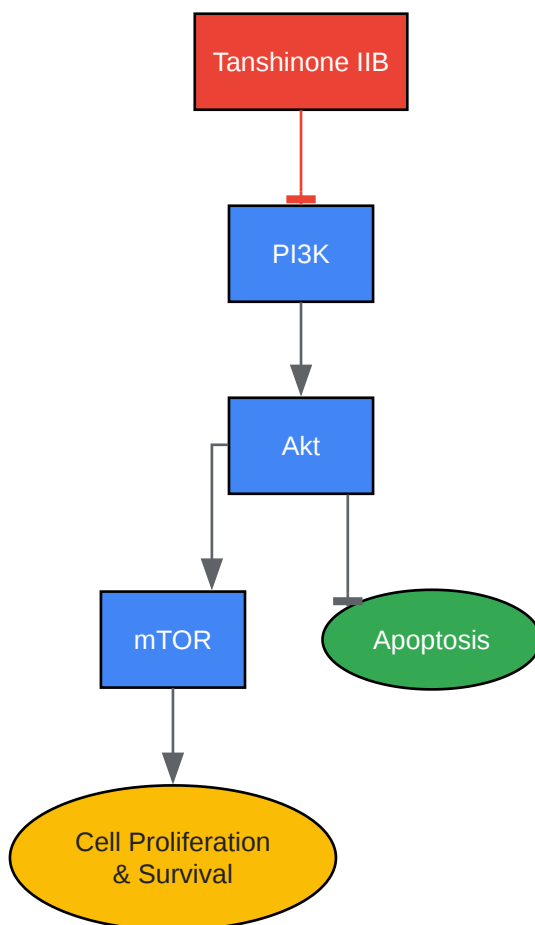 Tanshinone IIB
PI3K
Akt
mTOR
Apoptosis
Cell Proliferation
& Survival